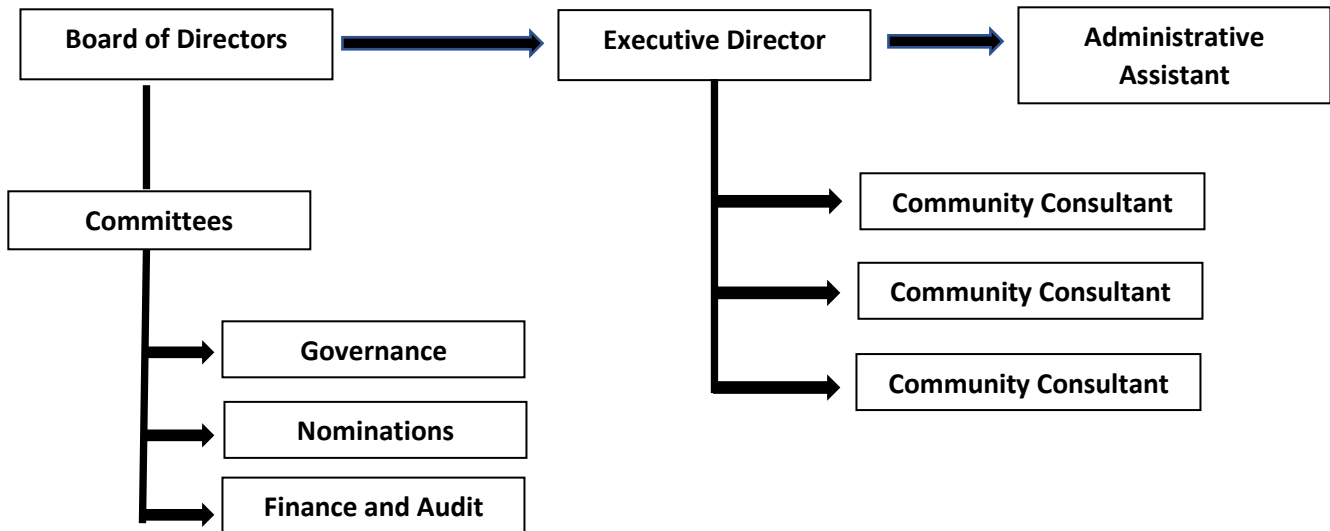 Board of Directors
Executive Director
Administrative
Assistant
Committees
Community Consultant
Community Consultant
Community Consultant
Governance
Nominations
Finance and Audit